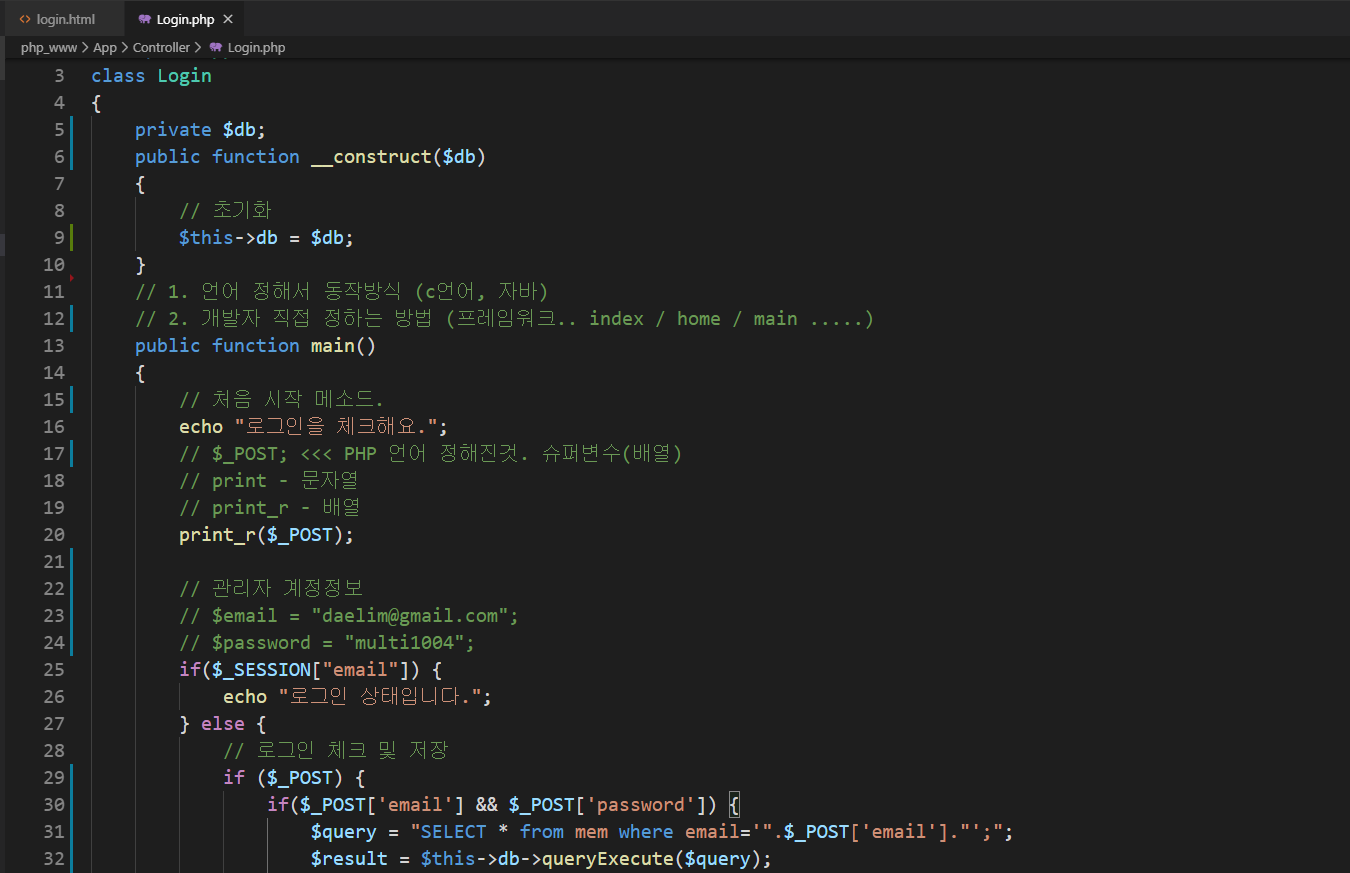 login.html Login.php
php_www > App > Controller > Login.php
3 class Login
4 {
5 private $db;
6 public function __construct($db)
7 {
8 // 초기화
9 $this->db = $db;
10 }
11 // 1. 언어 정해서 동작방식 (c언어, 자바)
12 // 2. 개발자 직접 정하는 방법 (프레임워크.. index / home / main .....)
13 public function main()
14 {
15 // 처음 시작 메소드.
16 echo "로그인을 체크해요.";
17 // $_POST; <<< PHP 언어 정해진것. 슈퍼변수(배열)
18 // print - 문자열
19 // print_r - 배열
20 print_r($_POST);
21
22 // 관리자 계정정보
23 // $email = "daelim@gmail.com";
24 // $password = "multi1004";
25 if($_SESSION["email"]) {
26 echo "로그인 상태입니다.";
27 } else {
28 // 로그인 체크 및 저장
29 if ($_POST) {
30 if($_POST['email'] && $_POST['password']) {
31 $query = "SELECT * from mem where email='".$_POST['email']."';";
32 $result = $this->db->queryExecute($query);